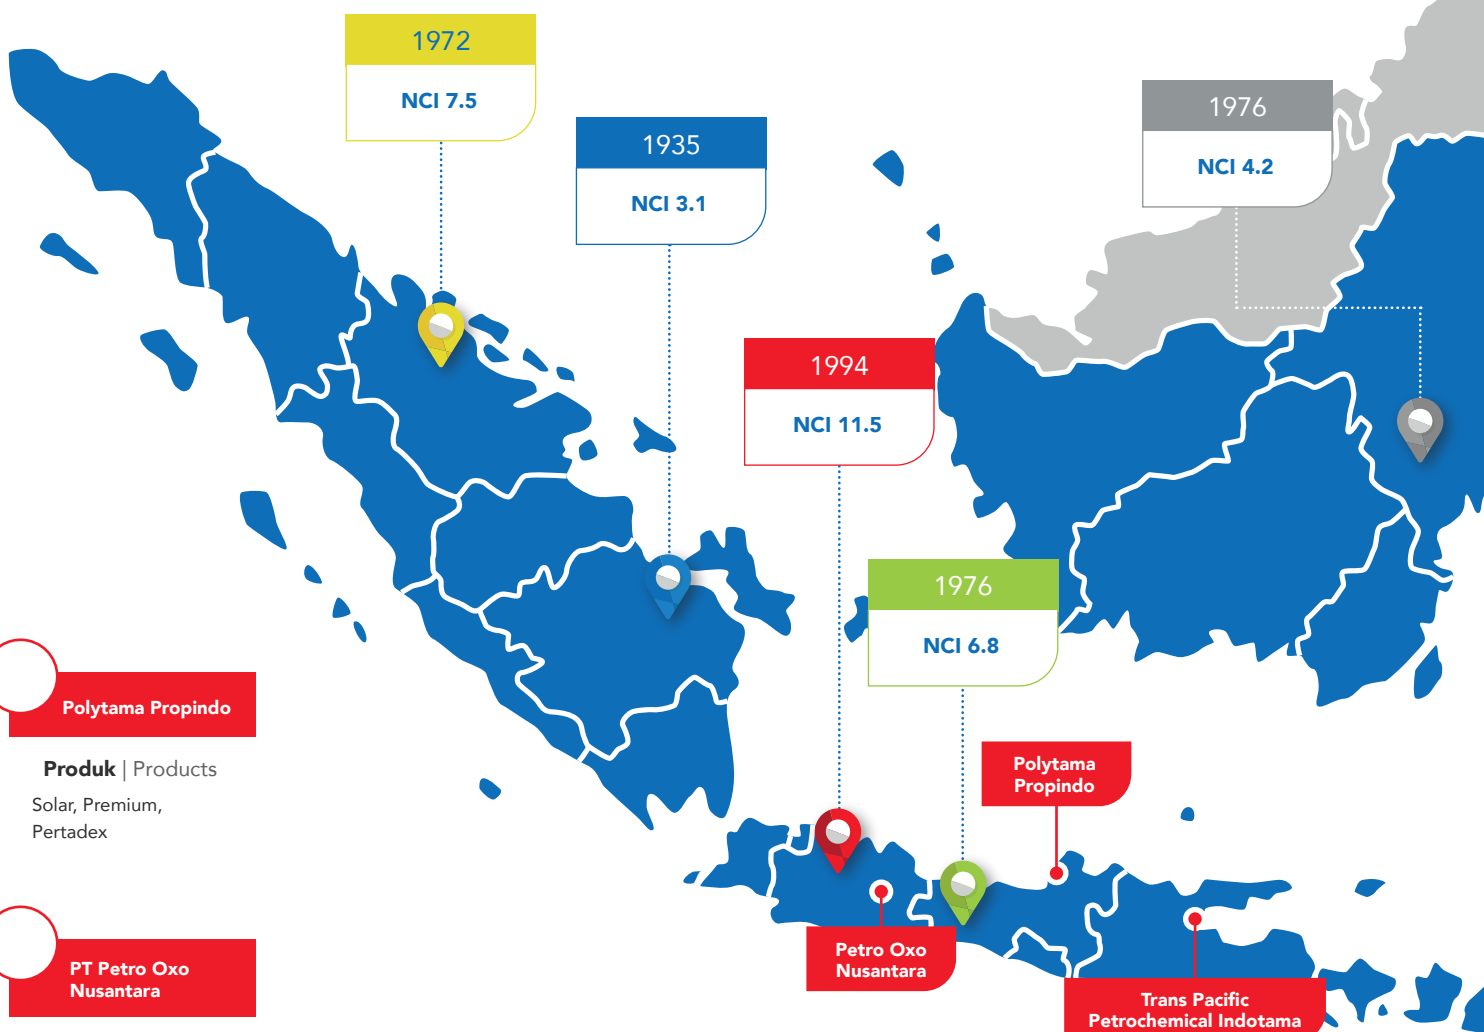 1972
NCI 7.5
1935
NCI 3.1
1976
NCI 4.2
1994
NCI 11.5
1976
NCI 6.8
Polytama Propindo
Produk | Products
Solar, Premium,
Pertadex
PT Petro Oxo
Nusantara
Polytama
Propindo
Petro Oxo
Nusantara
Trans Pacific
Petrochemical Indotama